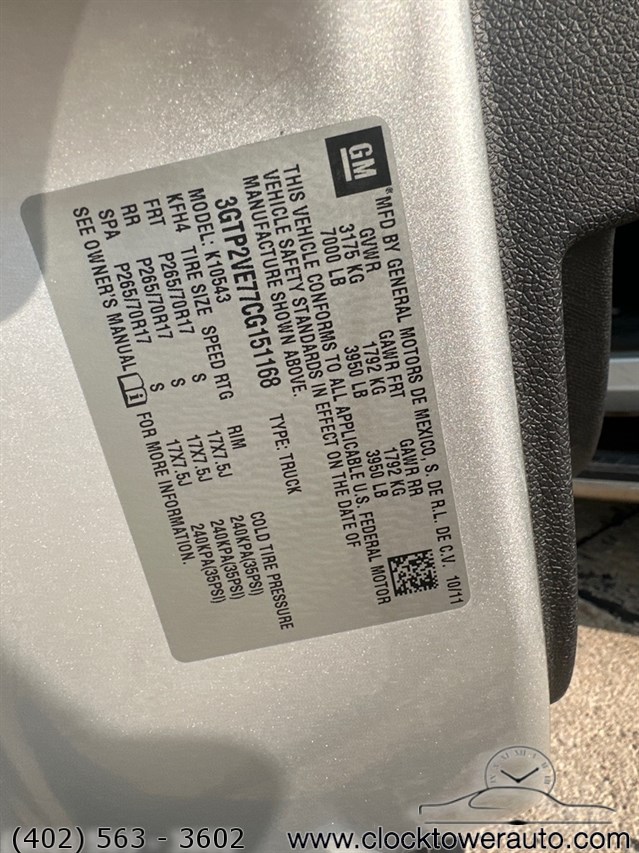 GM
MFD BY GENERAL MOTORS DE MEXICO, S. DE R.L. DE C.V. 10/11
GVWR GAWR FRT GAWR RR
3175 KG 1792 KG 1792 KG
7000 LB 3950 LB 3950 LB
THIS VEHICLE CONFORMS TO ALL APPLICABLE U.S. FEDERAL MOTOR
VEHICLE SAFETY STANDARDS IN EFFECT ON THE DATE OF
MANUFACTURE SHOWN ABOVE.
3GTP2VE77CG151168 TYPE: TRUCK
MODEL: K10543
KFH4 TIRE SIZE SPEED RTG RIM COLD TIRE PRESSURE
FRT P265/70R17 S 17X7.5J 240KPA(35PSI)
RR P265/70R17 S 17X7.5J 240KPA(35PSI)
SPA P265/70R17 S 17X7.5J 240KPA(35PSI)
SEE OWNER'S MANUAL FOR MORE INFORMATION.
(402) 563 - 3602 www.clocktowerauto.com